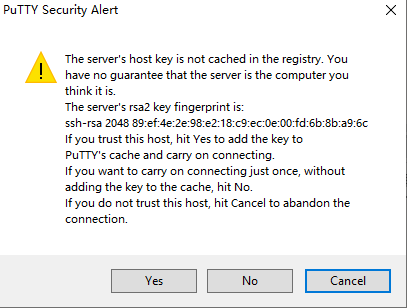 PuTTY Security Alert
The server's host key is not cached in the registry. You
have no guarantee that the server is the computer you
think it is.
The server's rsa2 key fingerprint is:
ssh-rsa 2048 89:ef:4e:2e:98:e2:18:c9:ec:0e:00:fd:6b:8b:a9:6c
If you trust this host, hit Yes to add the key to
PuTTY's cache and carry on connecting.
If you want to carry on connecting just once, without
adding the key to the cache, hit No.
If you do not trust this host, hit Cancel to abandon the
connection.
Yes No Cancel